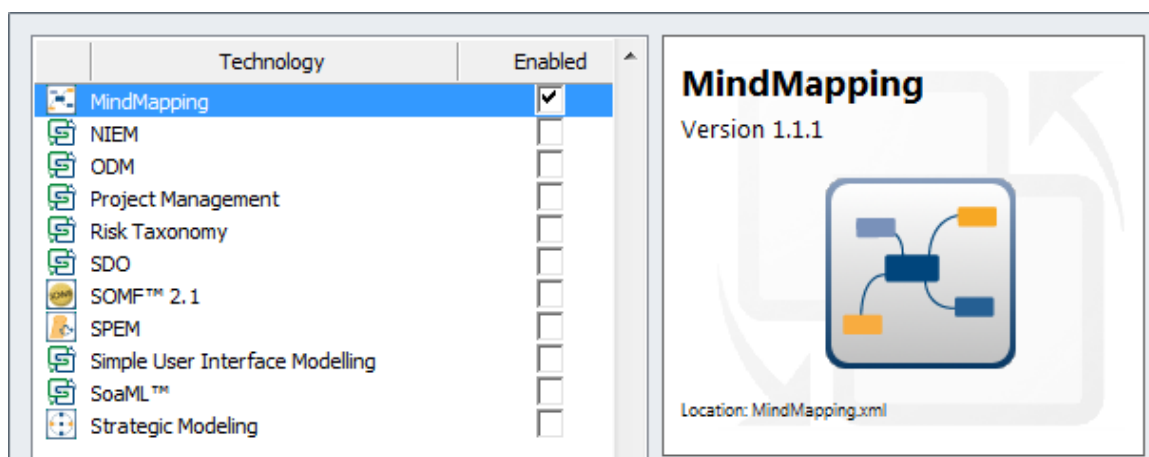 Technology Enabled
MindMapping
NIEM
ODM
Project Management
Risk Taxonomy
SDO
SOMF™ 2.1
SPEM
Simple User Interface Modelling
SoaML™
Strategic Modeling
MindMapping
Version 1.1.1
Location: MindMapping.xml